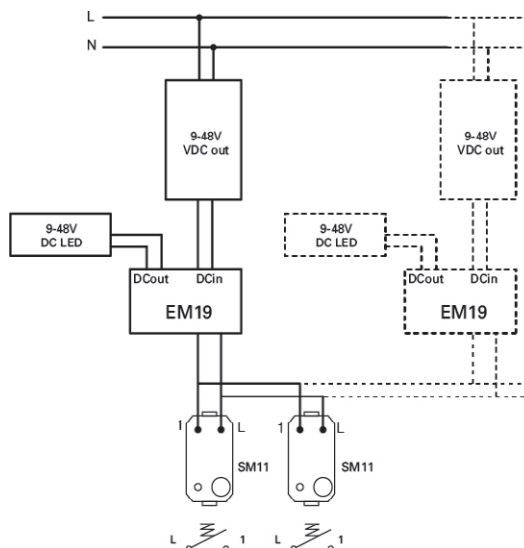 L
N
9-48V
VDC out
9-48V
VDC out
9-48V
DC LED
9-48V
DC LED
DCout DCin
EM19
DCout DCin
EM19
1 L
SM11
1 L
SM11
L 1
L 1